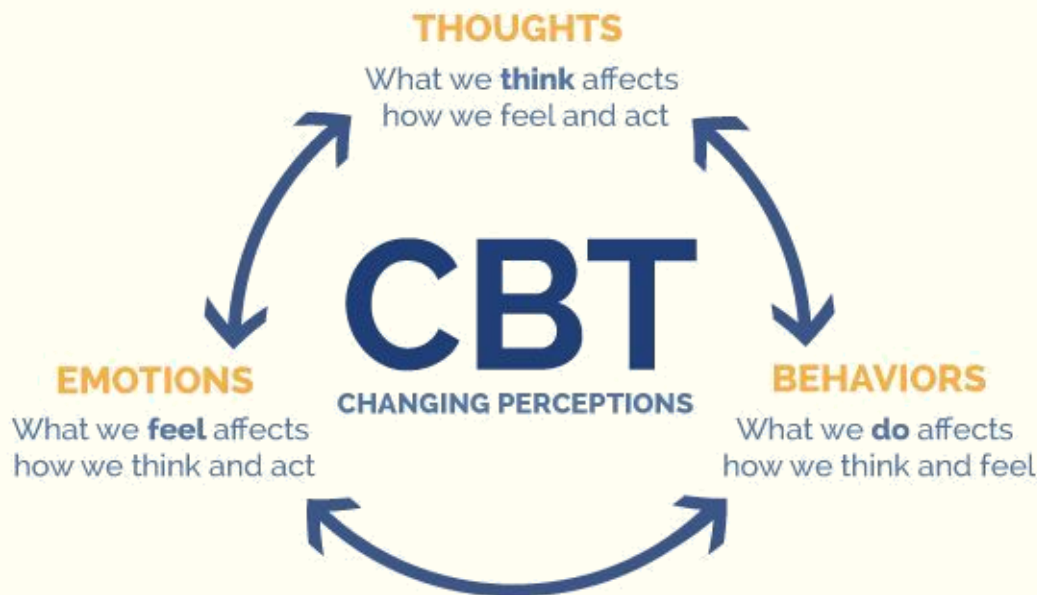 THOUGHTS
What we think affects
how we feel and act
CBT
CHANGING PERCEPTIONS
EMOTIONS
What we feel affects
how we think and act
BEHAVIORS
What we do affects
how we think and feel